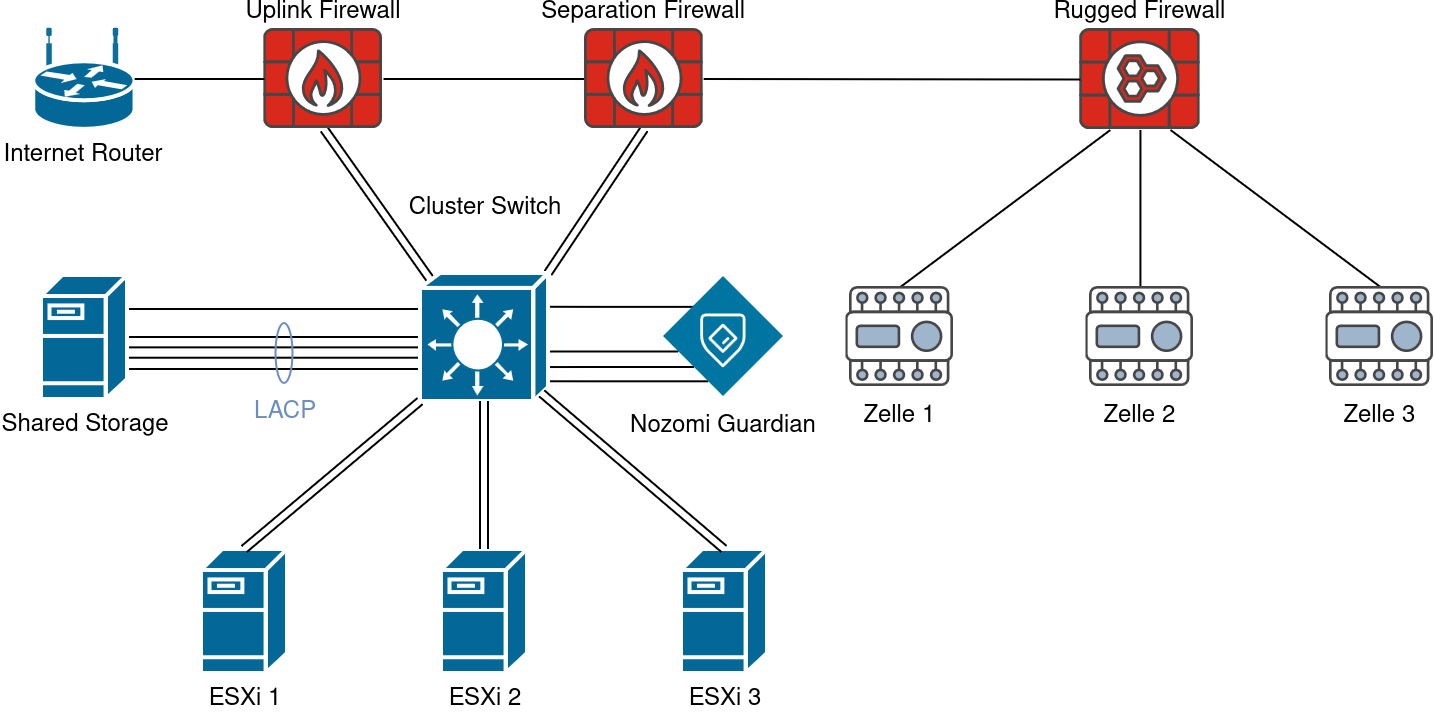 Uplink Firewall
Separation Firewall
Rugged Firewall
Internet Router
Cluster Switch
Shared Storage
LACP
Nozomi Guardian
Zelle 1
Zelle 2
Zelle 3
ESXi 1
ESXi 2
ESXi 3